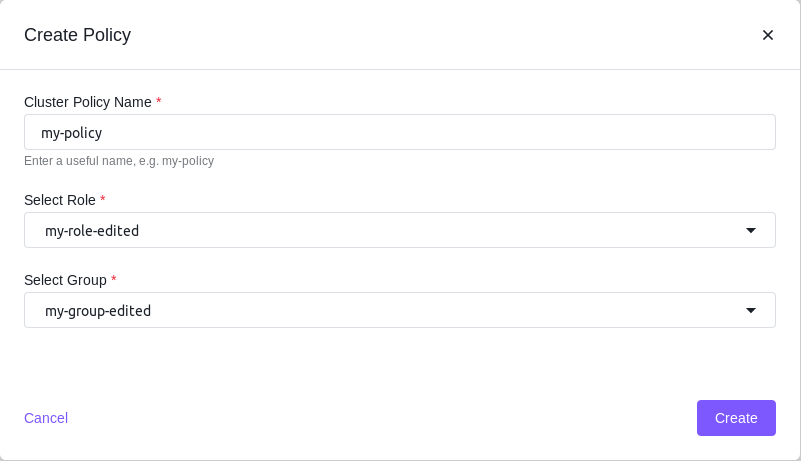 Create Policy
Cluster Policy Name *
my-policy
Enter a useful name, e.g. my-policy
Select Role *
my-role-edited
Select Group *
my-group-edited
Cancel
Create